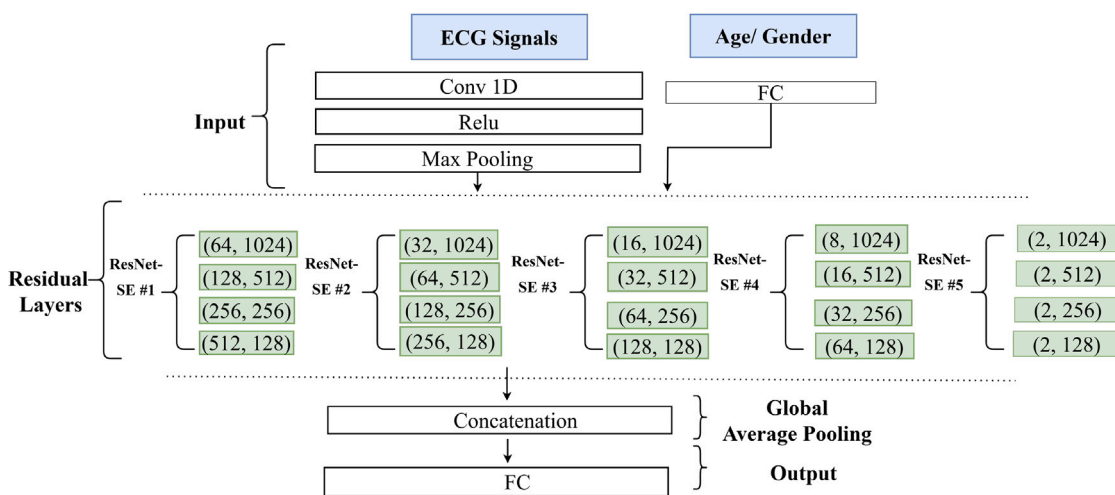 ECG Signals
Age/ Gender
Conv 1D
FC
Input
Relu
Max Pooling
Residual
Layers
ResNet-
SE #1
(64, 1024)
(128, 512)
(256, 256)
(512, 128)
ResNet-
SE #2
(32, 1024)
(64, 512)
(128, 256)
(256, 128)
ResNet-
SE #3
(16, 1024)
(32, 512)
(64, 256)
(128, 128)
ResNet-
SE #4
(8, 1024)
(16, 512)
(32, 256)
(64, 128)
ResNet-
SE #5
(2, 1024)
(2, 512)
(2, 256)
(2, 128)
Concatenation
Global
Average Pooling
FC
Output